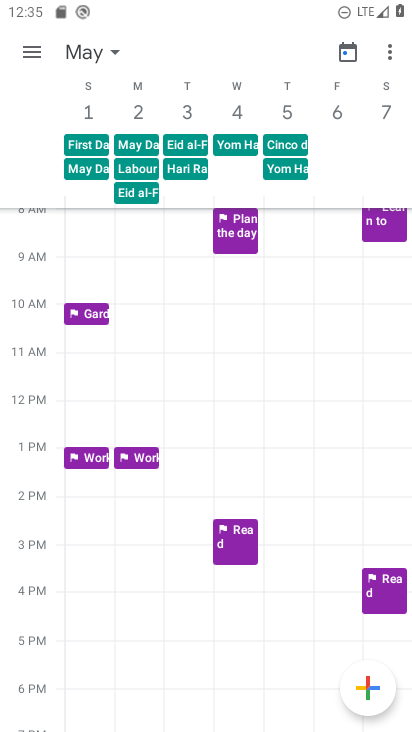 12:35
LTE
May
S M T W T F S
1 2 3 4 5 6 7
First Da May Da Eid al-F Yom Ha Cinco d
May Da Labour Hari Ra Yom Ha
Eid al-F
8 AM
Plan
the day
Lear
n to
9 AM
10 AM
Gard
11 AM
12 PM
1 PM
Work
Work
2 PM
Rea
d
3 PM
Rea
d
4 PM
5 PM
6 PM